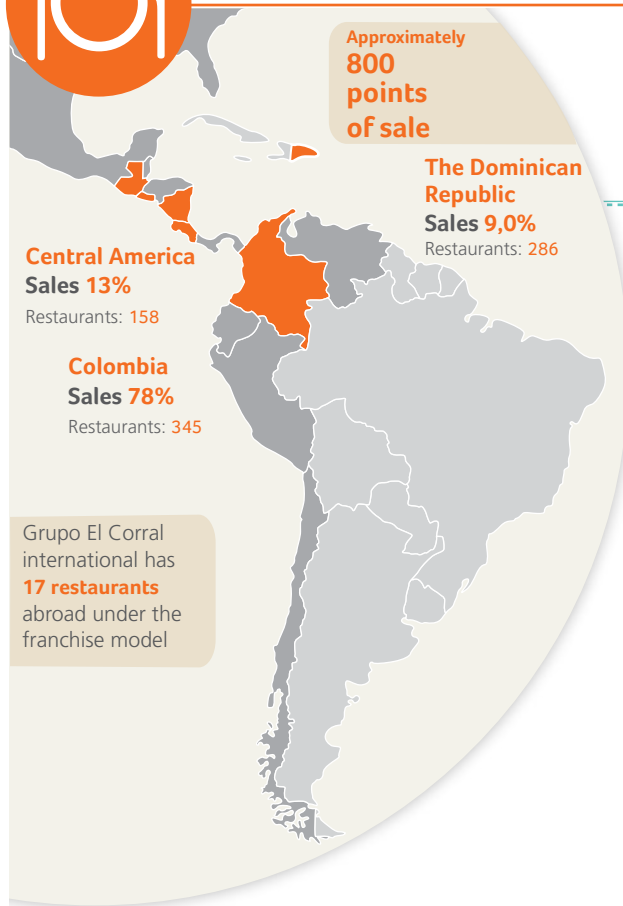 Approximately
800
points
of sale
The Dominican
Republic
Sales 9,0%
Restaurants: 286
Central America
Sales 13%
Restaurants: 158
Colombia
Sales 78%
Restaurants: 345
Grupo El Corral
international has
17 restaurants
abroad under the
franchise model